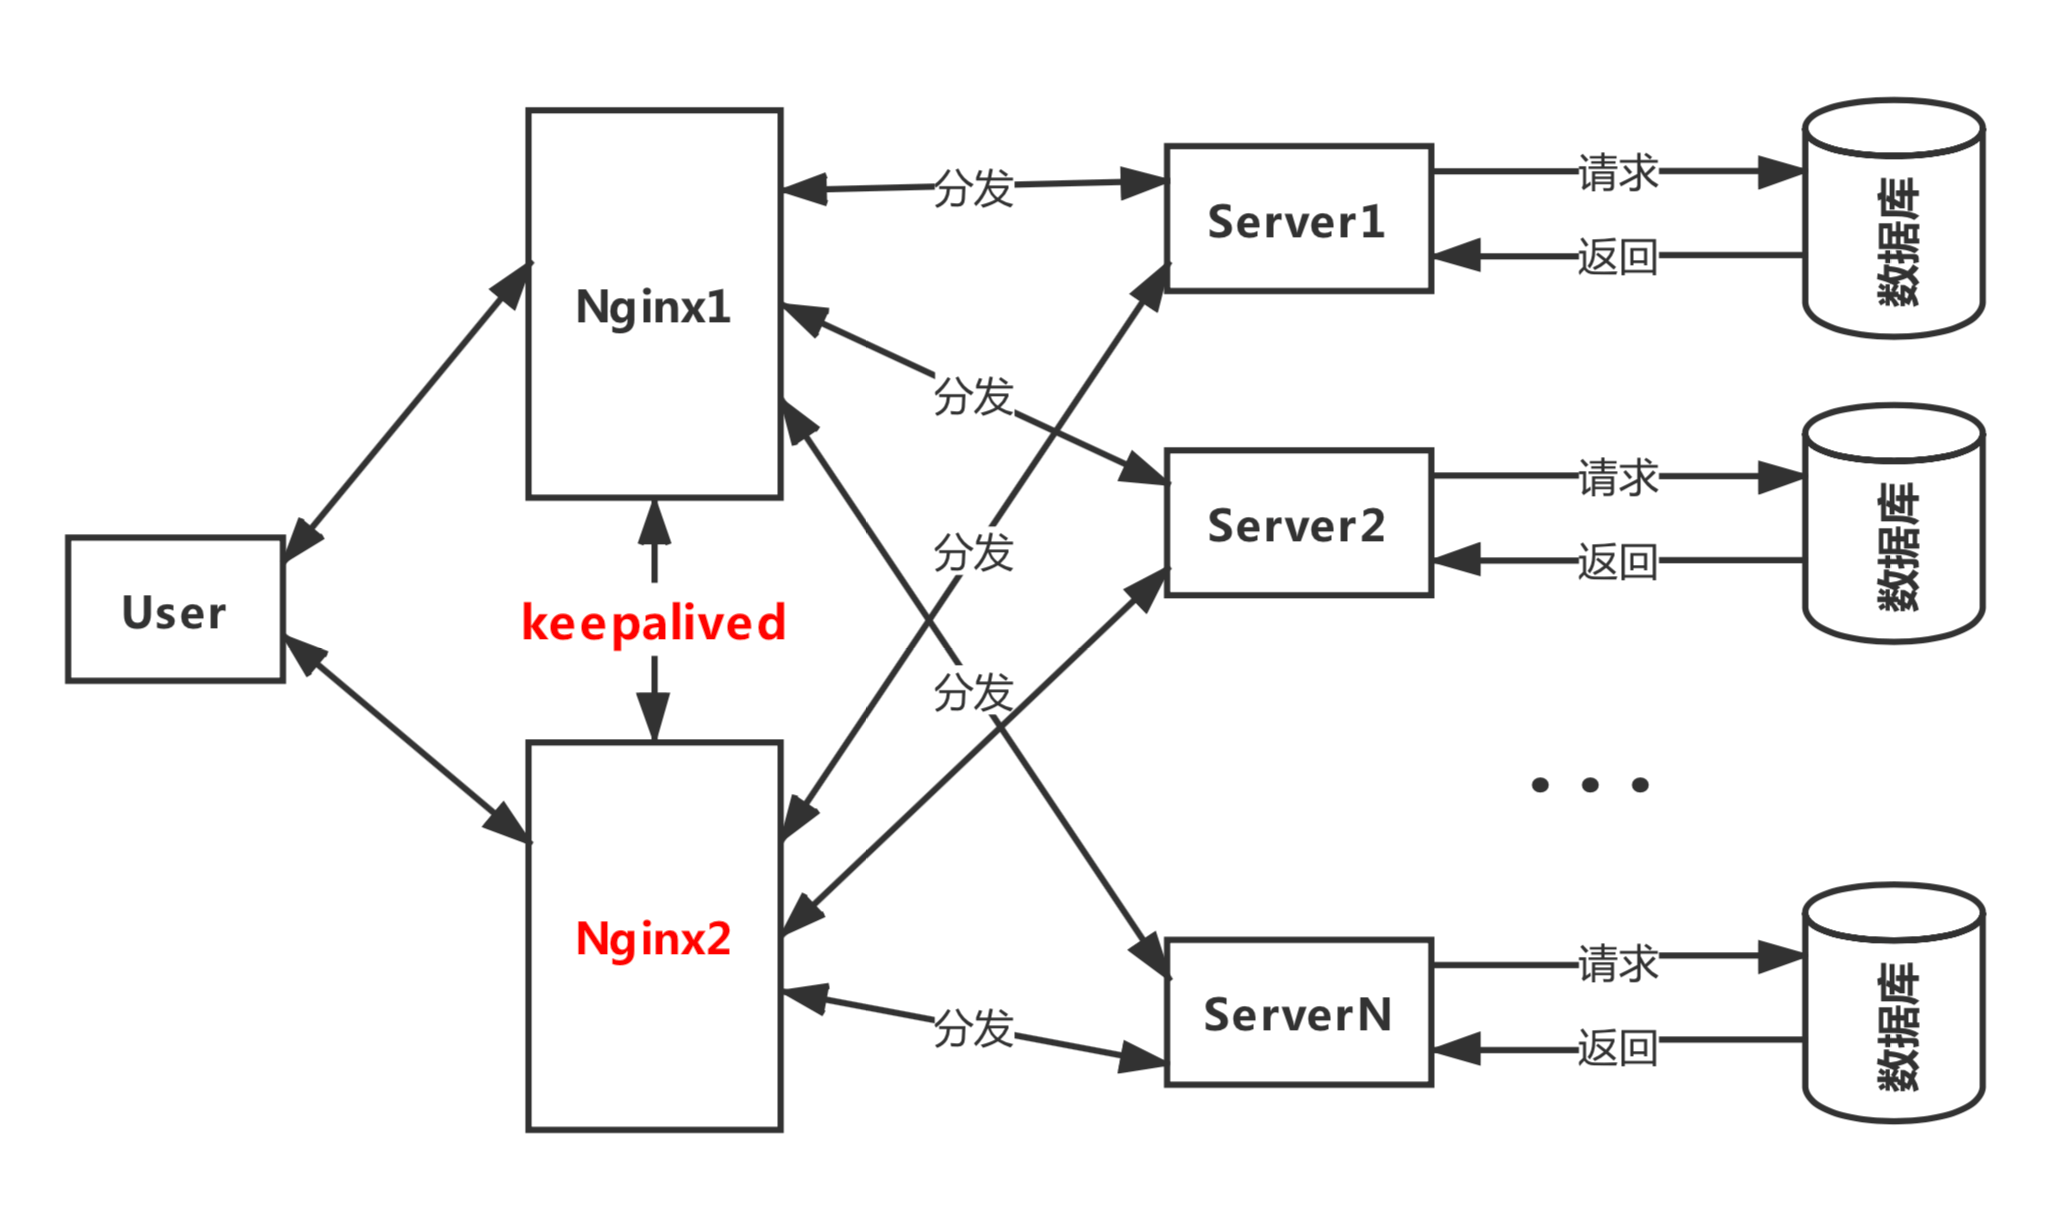 User
Nginx1
keepalived
Nginx2
分发
分发
分发
分发
分发
Server1
Server2
ServerN
请求
返回
请求
返回
请求
返回
数据库
数据库
数据库